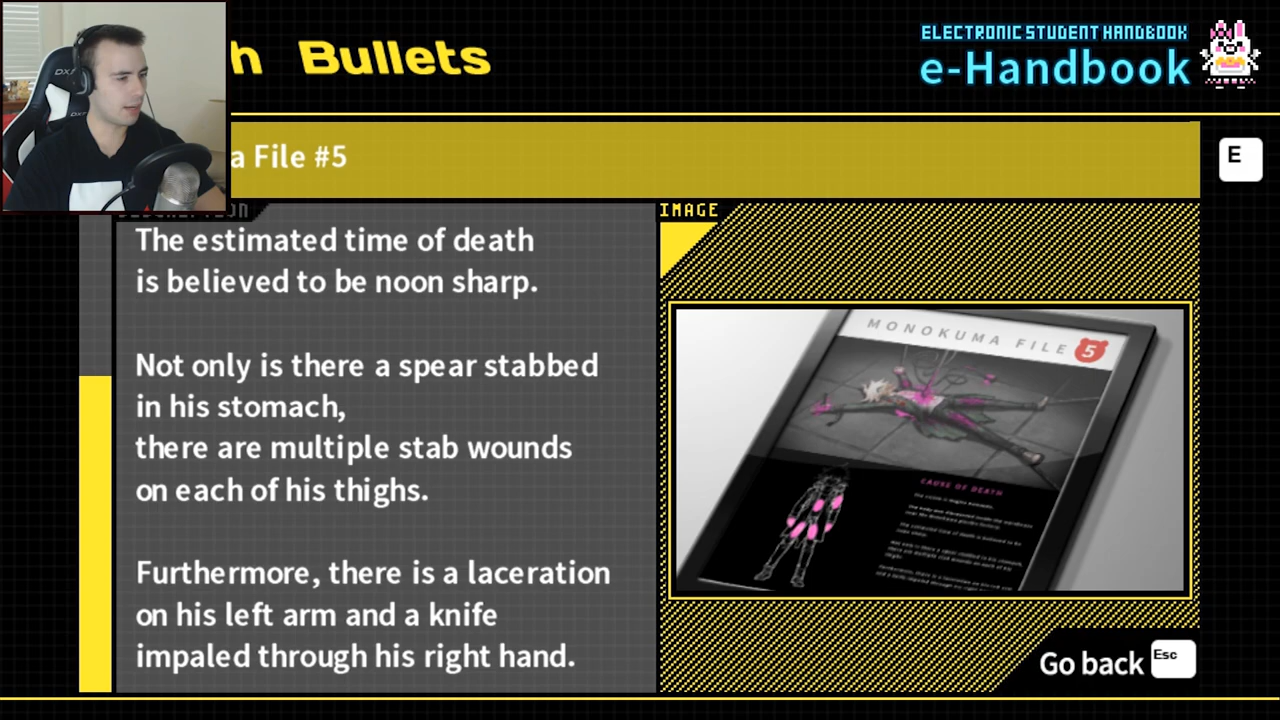 h Bullets
ELECTRONIC STUDENT HANDBOOK
e-Handbook
a File #5
E
IMAGE
The estimated time of death
is believed to be noon sharp.
Not only is there a spear stabbed
in his stomach,
there are multiple stab wounds
on each of his thighs.
Furthermore, there is a laceration
on his left arm and a knife
impaled through his right hand.
MONOKUMA FILE 5
CAUSE OF DEATH
Go back Esc